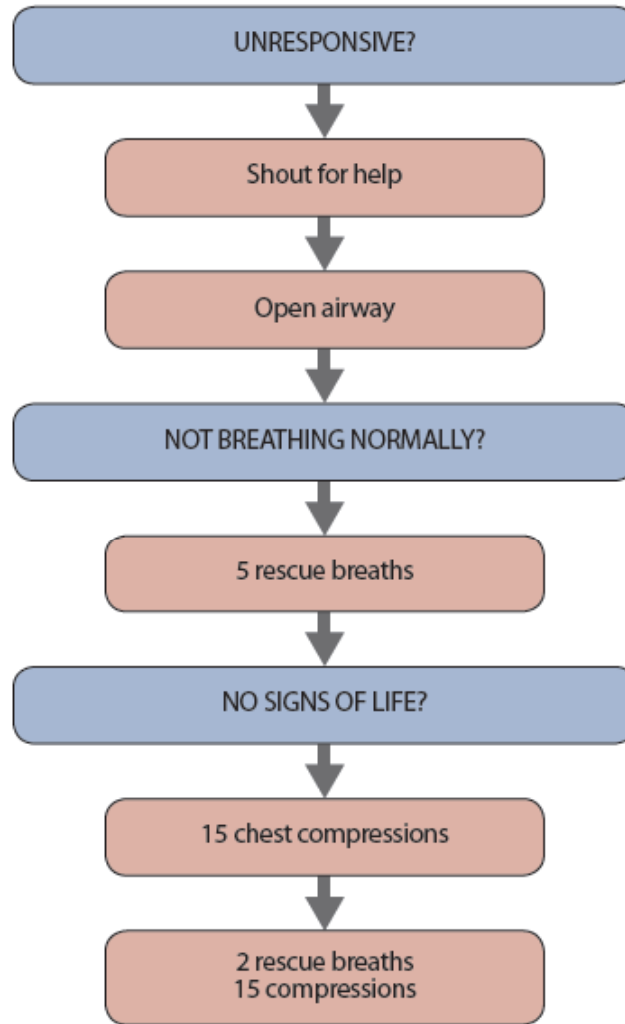 UNRESPONSIVE?
Shout for help
Open airway
NOT BREATHING NORMALLY?
5 rescue breaths
NO SIGNS OF LIFE?
15 chest compressions
2 rescue breaths
15 compressions